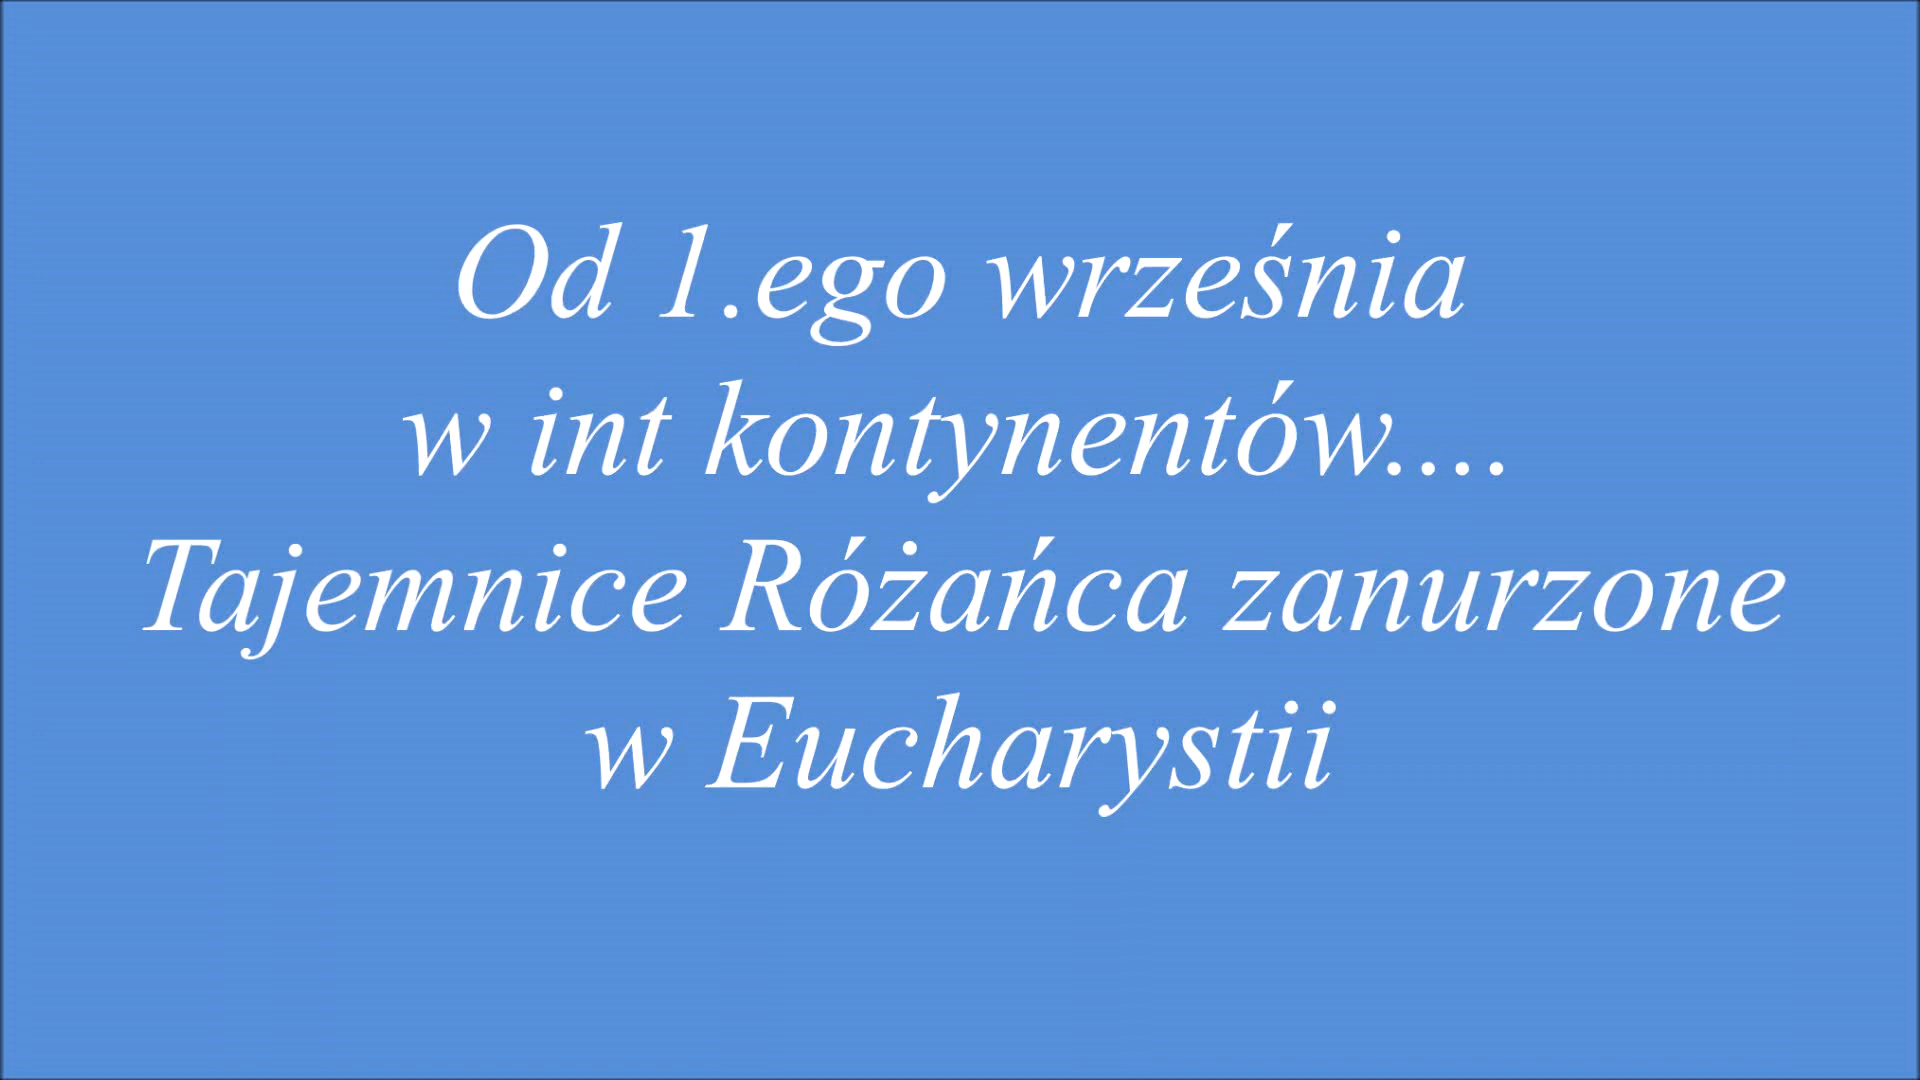 Od 1.ego września
w int kontynentów....
Tajemnice Różańca zanurzone
w Eucharystii